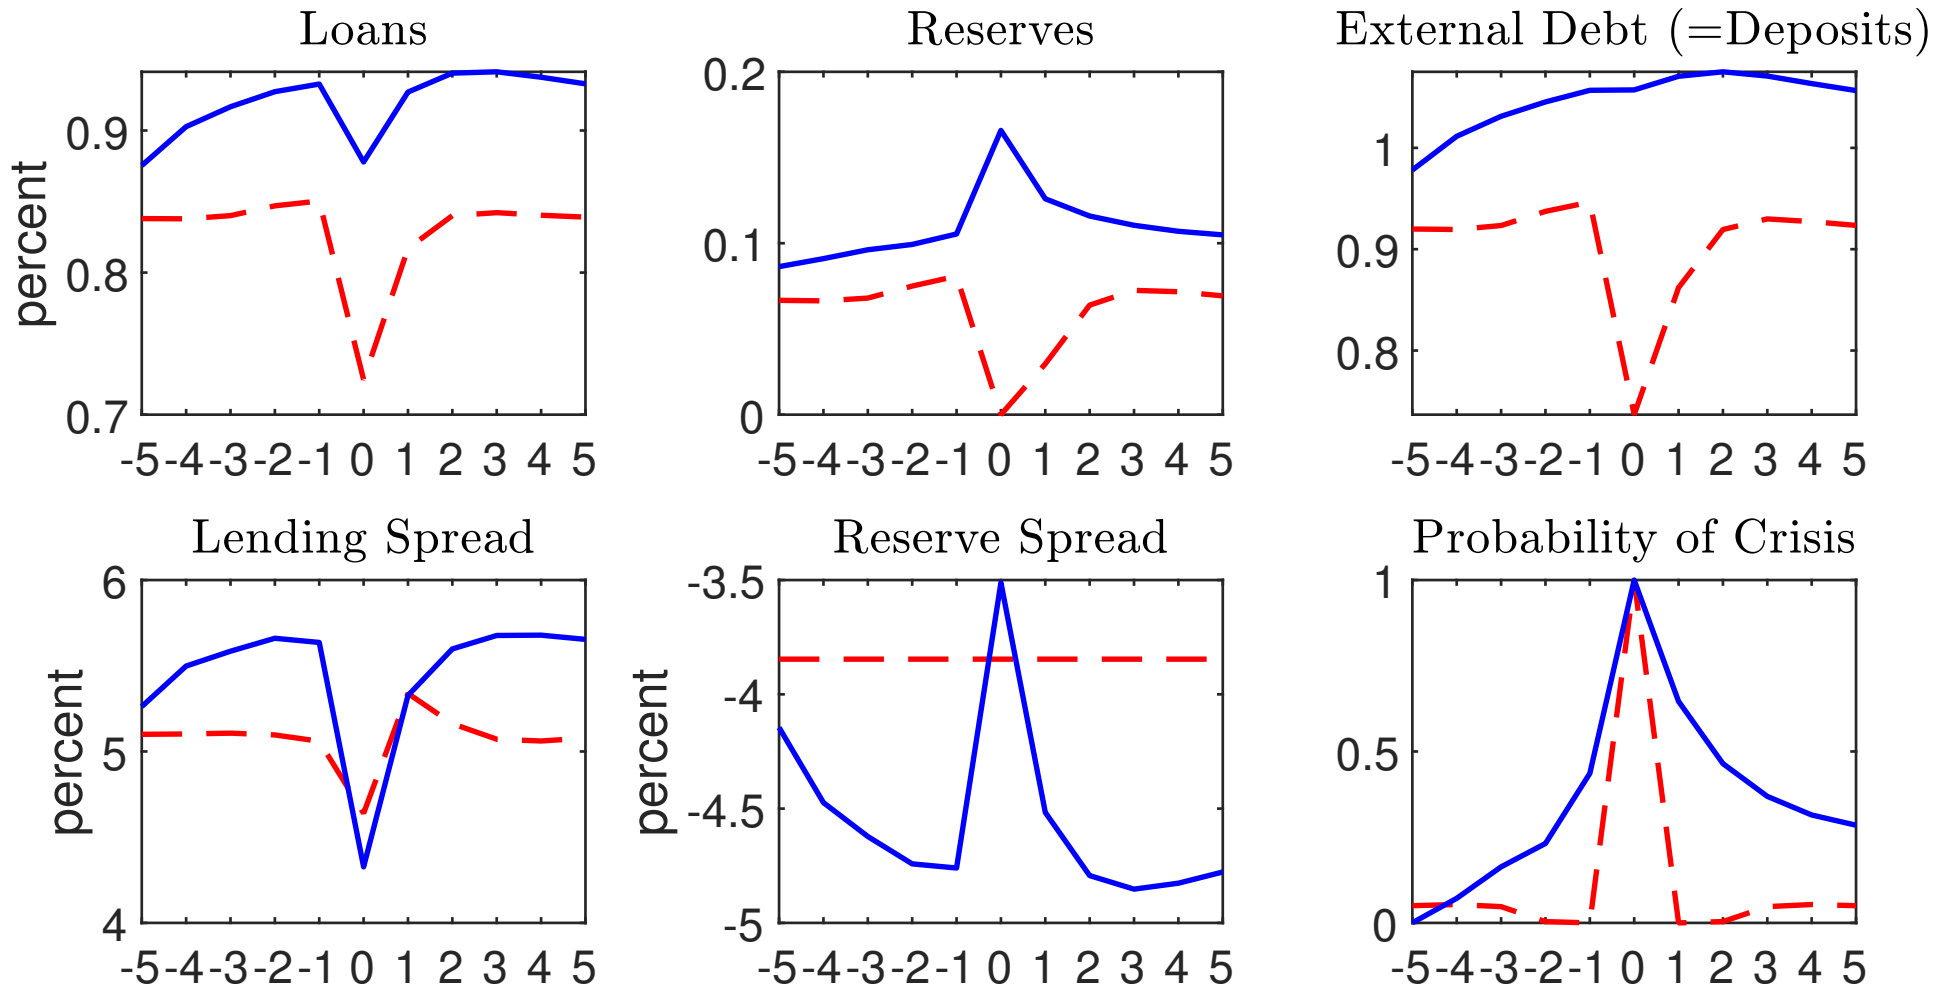 Loans
Reserves
External Debt (=Deposits)
percent
0.9
0.8
0.7
-5 -4 -3 -2 -1 0 1 2 3 4 5
0.2
0.1
0
-5 -4 -3 -2 -1 0 1 2 3 4 5
1
0.9
0.8
-5 -4 -3 -2 -1 0 1 2 3 4 5
Lending Spread
Reserve Spread
Probability of Crisis
percent
6
5
4
-5 -4 -3 -2 -1 0 1 2 3 4 5
percent
-3.5
-4
-4.5
-5
-5 -4 -3 -2 -1 0 1 2 3 4 5
1
0.5
0
-5 -4 -3 -2 -1 0 1 2 3 4 5